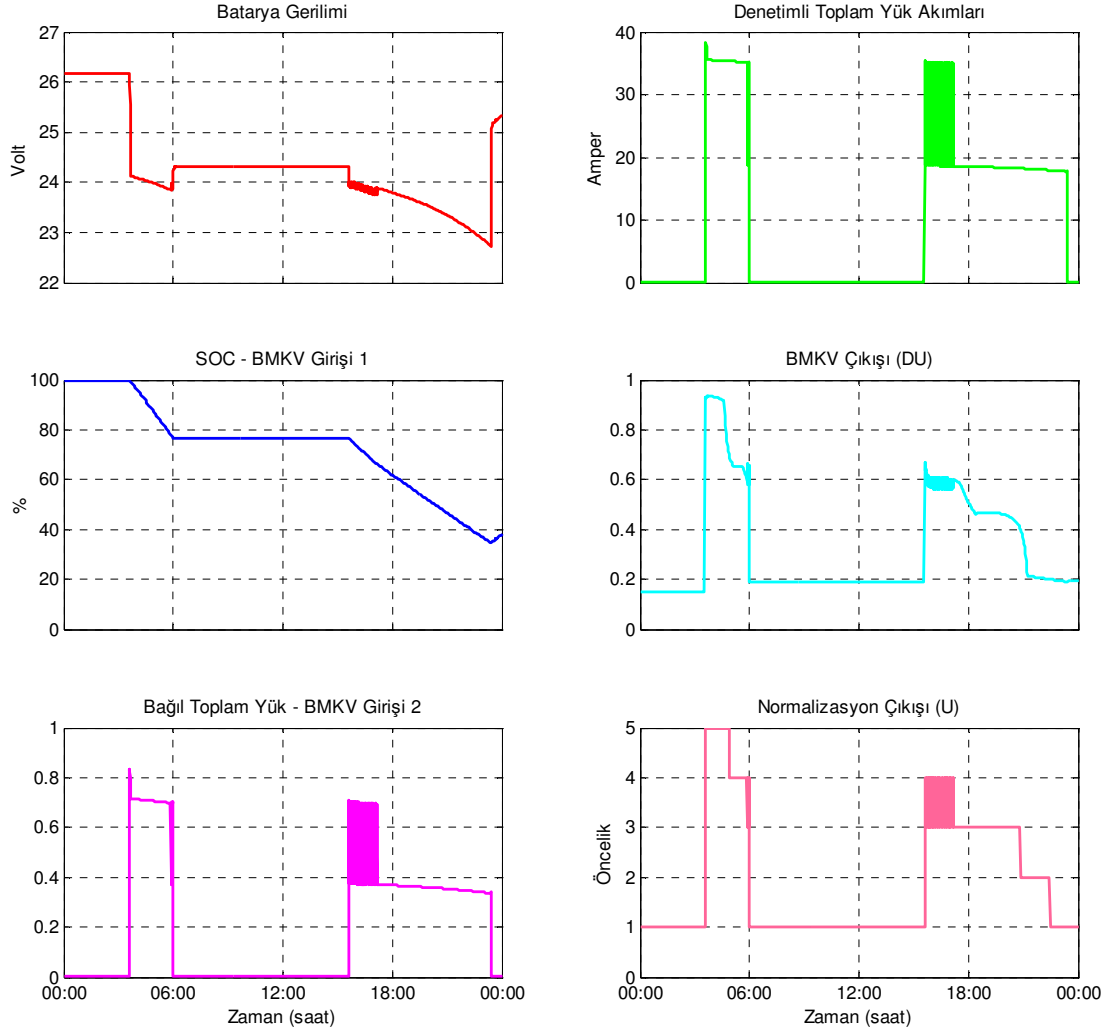 Batarya Gerilimi
27
26
25
24
23
22
Volt
Denetimli Toplam Yük Akımları
40
30
20
10
0
Amper
SOC - BMKV Girişi 1
100
80
60
40
20
0
%
BMKV Çıkışı (DU)
1
0.8
0.6
0.4
0.2
0
Bağıl Toplam Yük - BMKV Girişi 2
1
0.8
0.6
0.4
0.2
0
00:00 06:00 12:00 18:00 00:00
Zaman (saat)
Normalizasyon Çıkışı (U)
5
4
3
2
1
0
Öncelik
00:00 06:00 12:00 18:00 00:00
Zaman (saat)